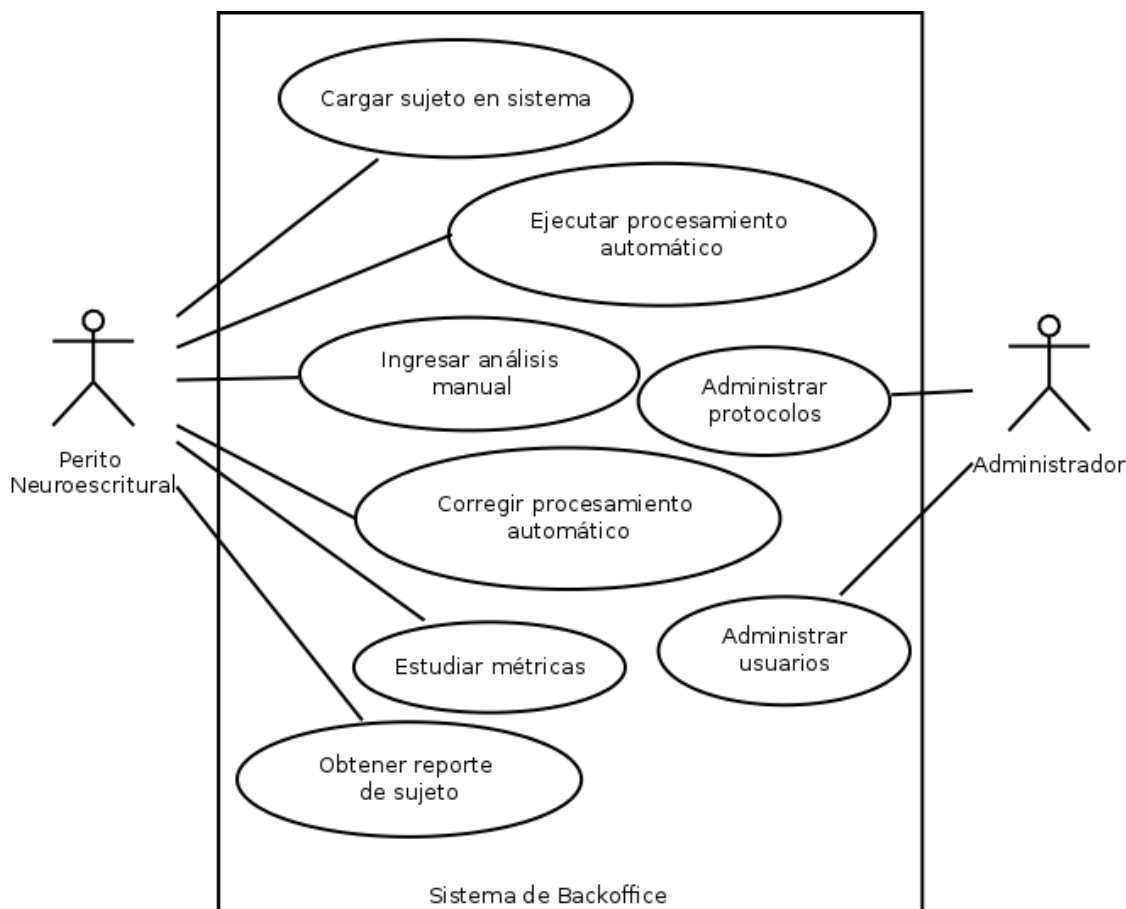 Cargar sujeto en sistema
Ejecutar procesamiento
automático
Ingresar análisis
manual
Administrar
protocolos
Perito
Neuroescritural
Administrador
Corregir procesamiento
automático
Administrar
usuarios
Estudiar métricas
Obtener reporte
de sujeto
Sistema de Backoffice